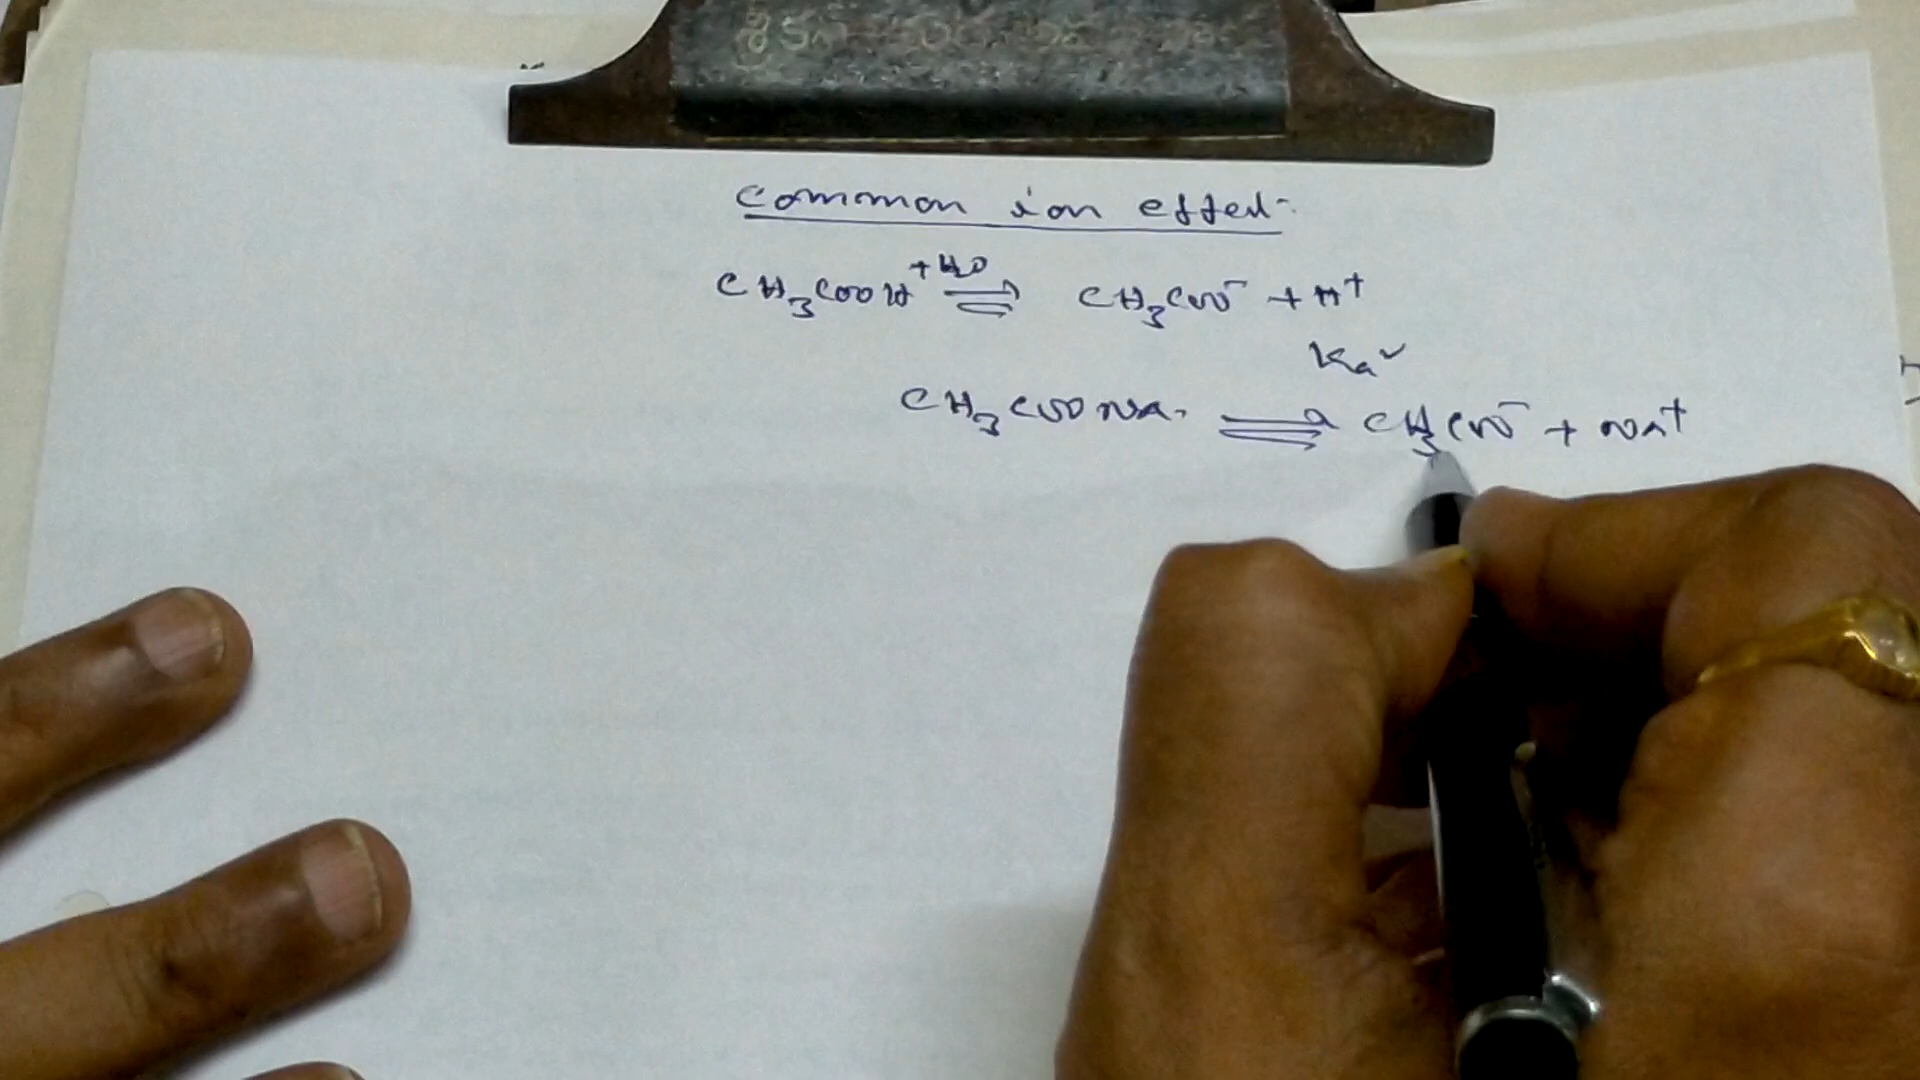 common ion effect
CH₃COOH +H₂O ⇌ CH₃COO⁻ + H⁺
Ka
CH₃COONa ⇌ CH₃COO⁻ + Na⁺